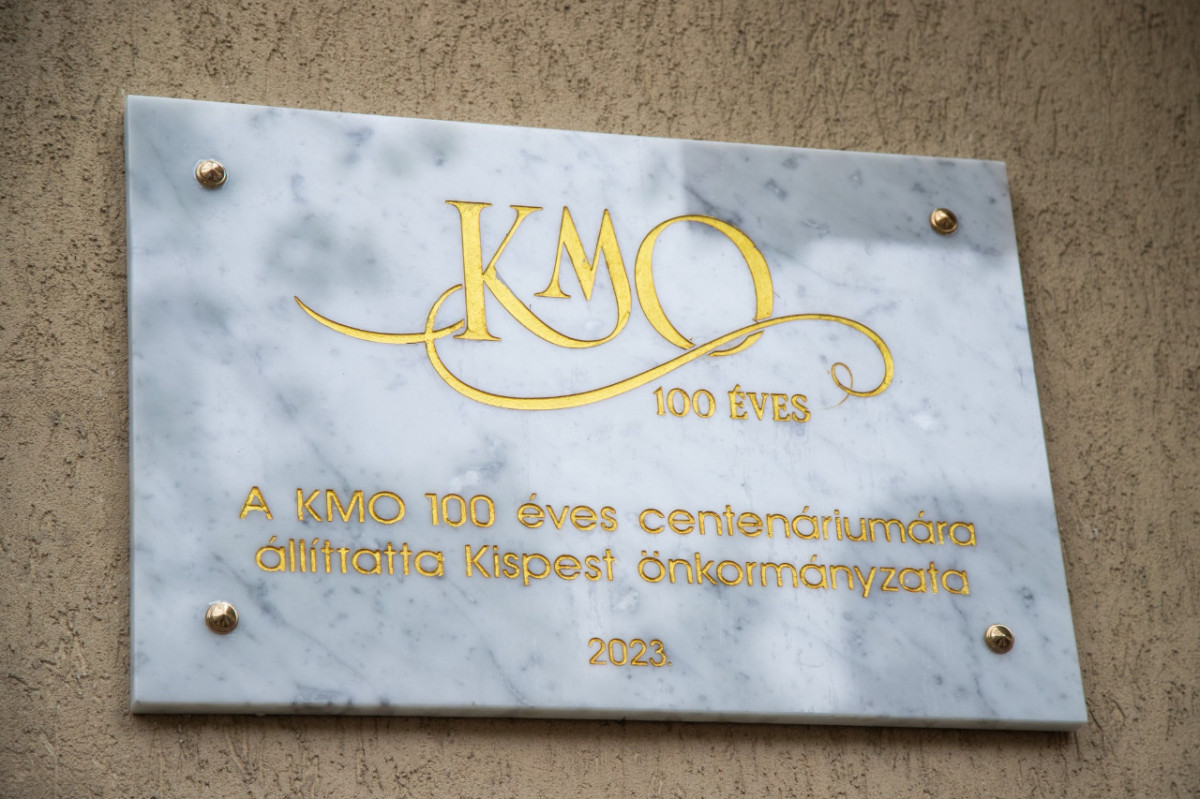 KMO
100 ÉVES
A KMO 100 éves centenáriumára
állíttatta Kispest önkormányzata
2023.